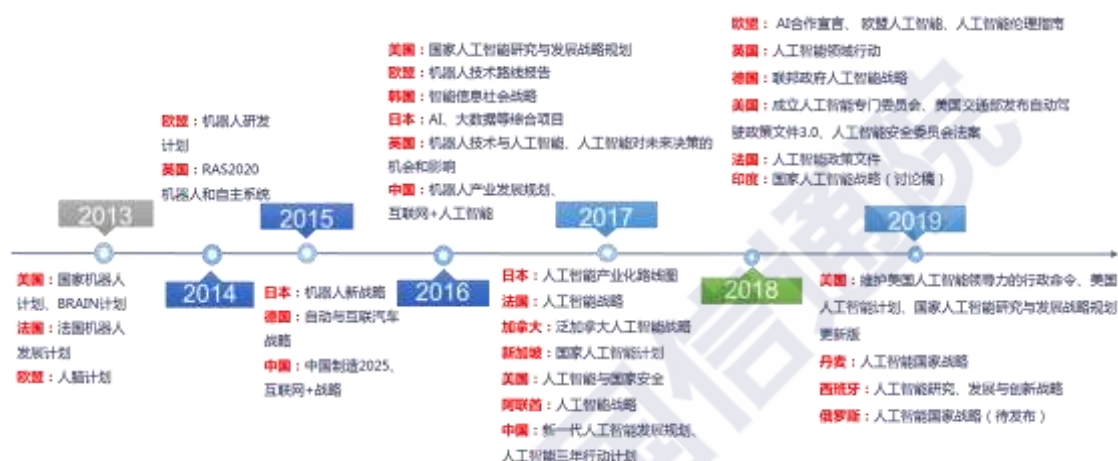 2013
美国：国家机器人
计划、BRAIN计划
法国：法国机器人
发展计划
欧盟：人脑计划
欧盟：机器人研发
计划
英国：RAS2020
机器人和自主系统
2014
2015
日本：机器人新战略
德国：自动与互联汽车
战略
中国：中国制造2025、
互联网+战略
美国：国家人工智能研究与发展战略规划
欧盟：机器人技术路线报告
韩国：智能信息社会战略
日本：AI、大数据等综合项目
英国：机器人技术与人工智能、人工智能对未来决策的
机会和影响
中国：机器人产业发展规划、
互联网+人工智能
2016
2017
日本：人工智能产业化路线图
法国：人工智能战略
加拿大：泛加拿大人工智能战略
新加坡：国家人工智能计划
美国：人工智能与国家安全
阿联酋：人工智能战略
中国：新一代人工智能发展规划、
人工智能三年行动计划
欧盟： AI合作宣言、 欧盟人工智能、人工智能伦理指南
英国：人工智能领域行动
德国：联邦政府人工智能战略
美国：成立人工智能专门委员会、美国交通部发布自动驾
驶政策文件3.0、人工智能安全委员会法案
法国：人工智能政策文件
印度：国家人工智能战略（讨论稿）
2018
2019
美国：维护美国人工智能领导力的行政命令、美国
人工智能计划、国家人工智能研究与发展战略规划
更新版
丹麦：人工智能国家战略
西班牙：人工智能研究、发展与创新战略
俄罗斯：人工智能国家战略（待发布）
信通院